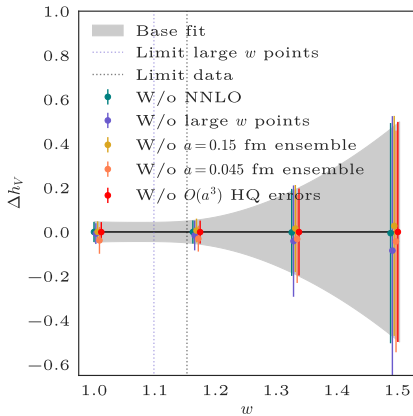 1.0
0.8
0.6
0.4
0.2
0.0
−0.2
−0.4
−0.6
Δh_V
Base fit
Limit large w points
Limit data
W/o NNLO
W/o large w points
W/o a = 0.15 fm ensemble
W/o a = 0.045 fm ensemble
W/o O(a³) HQ errors
1.0 1.1 1.2 1.3 1.4 1.5
w